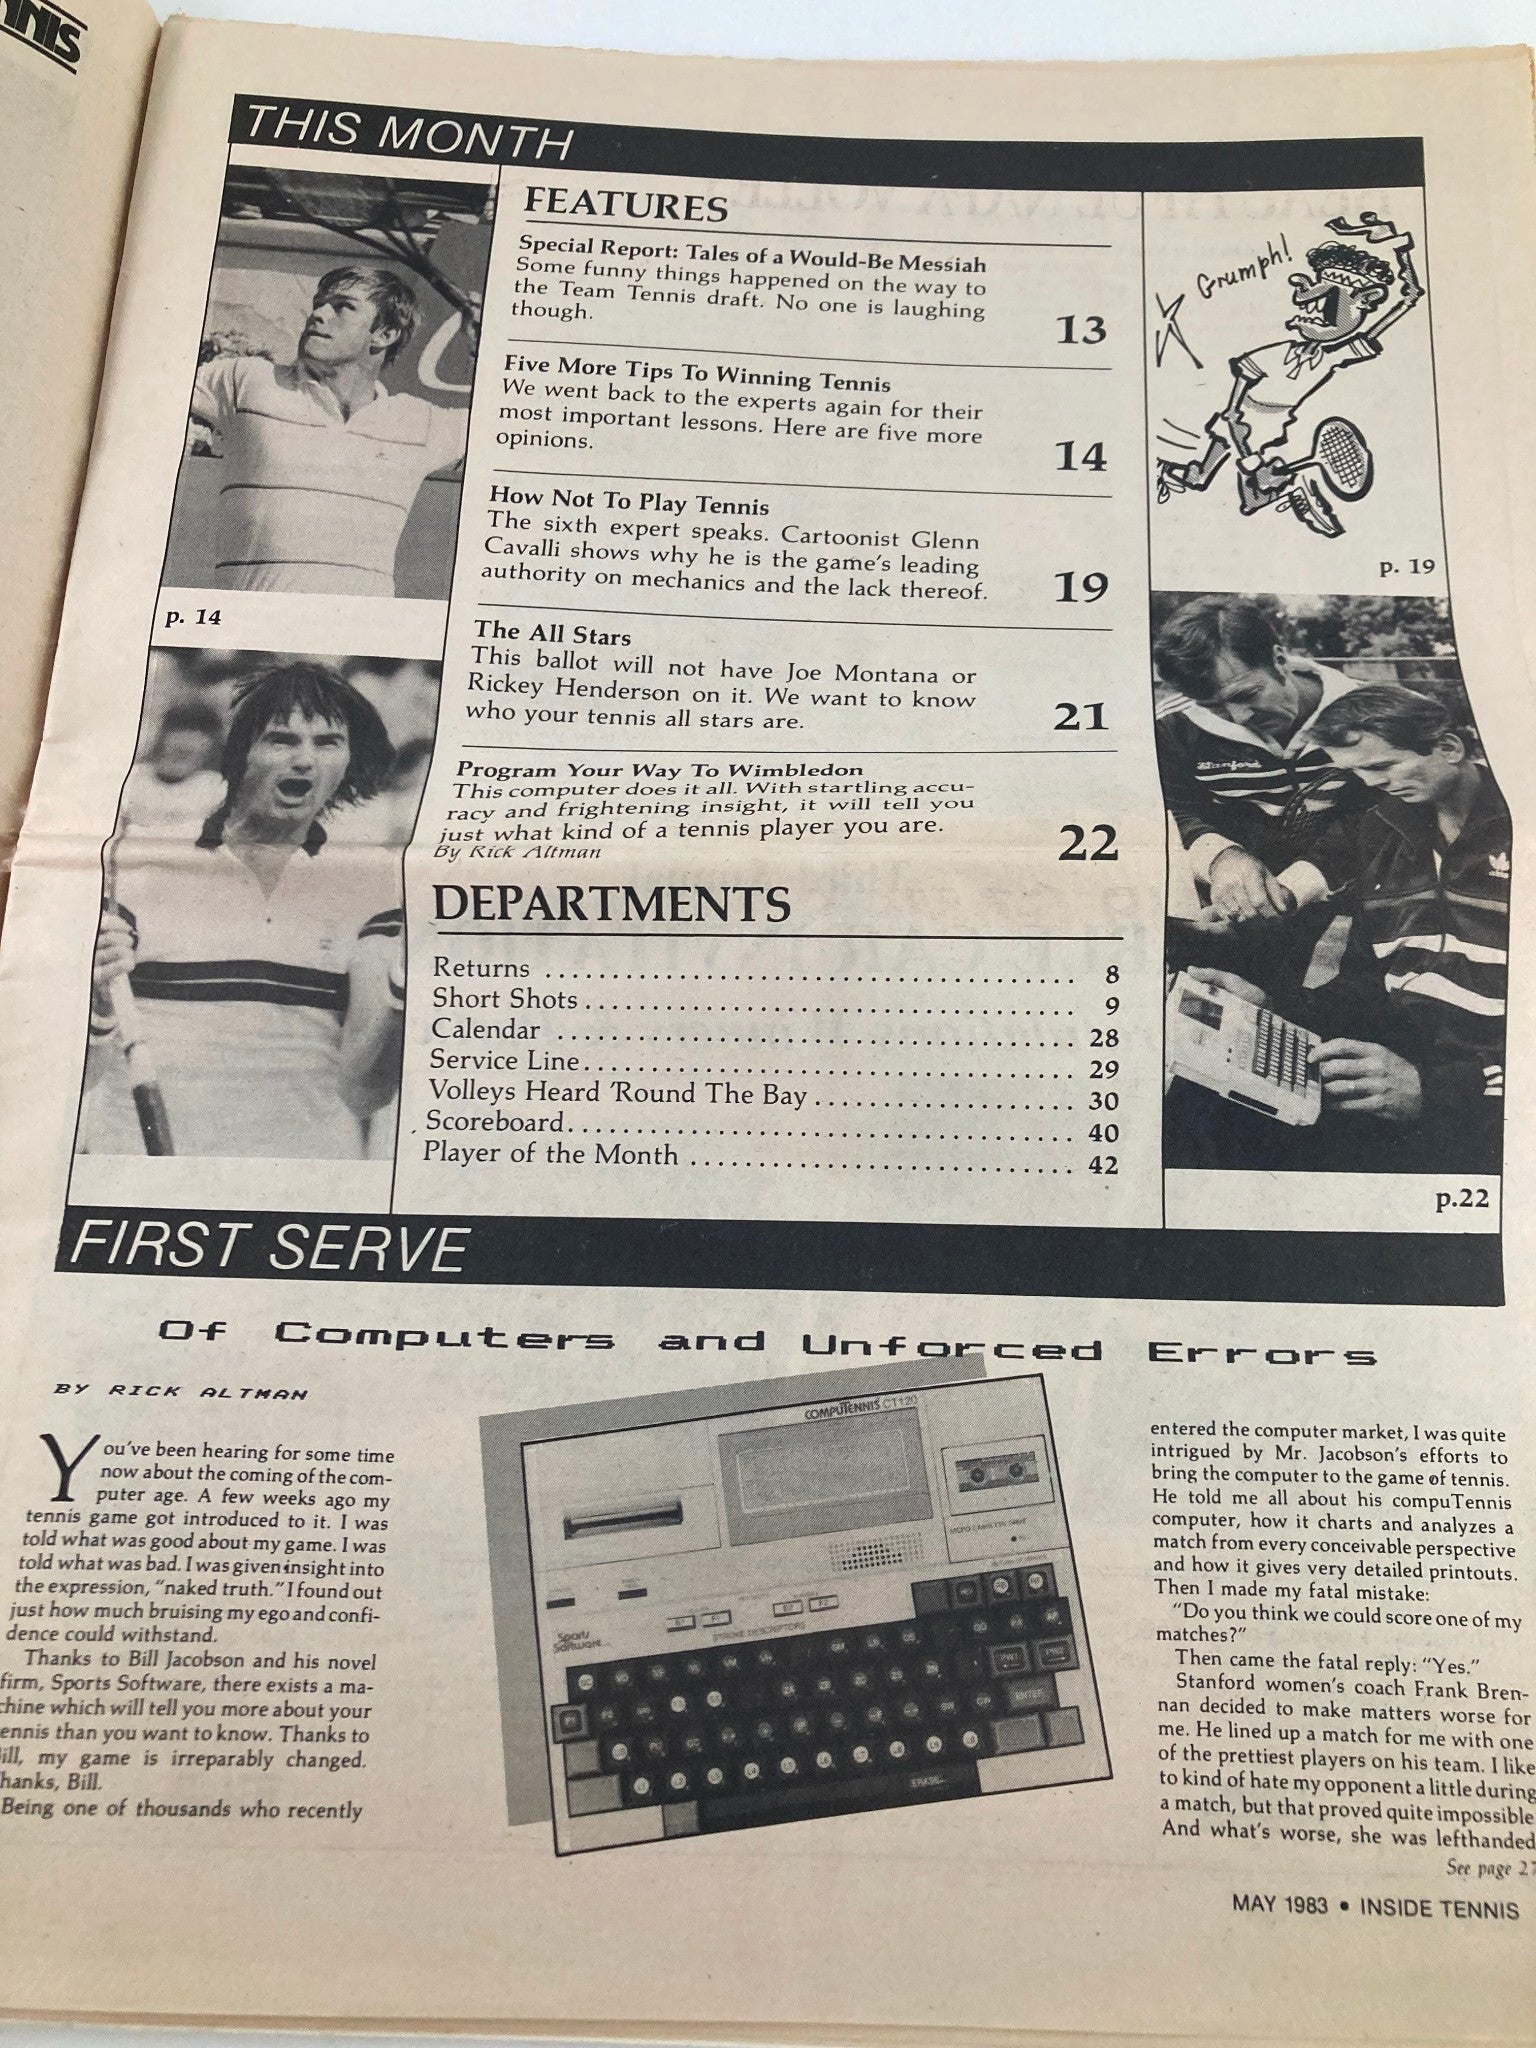 NNIS
THIS MONTH
FEATURES
Special Report: Tales of a Would-Be Messiah
Some funny things happened on the way to
the Team Tennis draft. No one is laughing
though.
13
Five More Tips To Winning Tennis
We went back to the experts again for their
most important lessons. Here are five more
opinions.
14
How Not To Play Tennis
The sixth expert speaks. Cartoonist Glenn
Cavalli shows why he is the game's leading
authority on mechanics and the lack thereof.
19
The All Stars
This ballot will not have Joe Montana or
Rickey Henderson on it. We want to know
who your tennis all stars are.
21
Program Your Way To Wimbledon
This computer does it all. With startling accu-
racy and frightening insight, it will tell you
just what kind of a tennis player you are.
By Rick Altman
22
DEPARTMENTS
Returns 8
Short Shots 9
Calendar 28
Service Line 29
Volleys Heard 'Round The Bay 30
Scoreboard 40
Player of the Month 42
p. 14
Grumph!
p. 19
Stanford
adidas
p.22
FIRST SERVE
Of Computers and Unforced Errors
BY RICK ALTMAN
You've been hearing for some time
now about the coming of the com-
puter age. A few weeks ago my
tennis game got introduced to it. I was
told what was good about my game. I was
told what was bad. I was given insight into
the expression, "naked truth." I found out
just how much bruising my ego and confi-
dence could withstand.
Thanks to Bill Jacobson and his novel
firm, Sports Software, there exists a ma-
chine which will tell you more about your
ennis than you want to know. Thanks to
ill, my game is irreparably changed.
hanks, Bill.
Being one of thousands who recently
COMPUTENNIS CT120
MICRO CASSETTE DRIVE
Sports
Software
STROKE DESCRIPTORS
ENTER
ERASE
entered the computer market, I was quite
intrigued by Mr. Jacobson's efforts to
bring the computer to the game of tennis.
He told me all about his compuTennis
computer, how it charts and analyzes a
match from every conceivable perspective
and how it gives very detailed printouts.
Then I made my fatal mistake:
"Do you think we could score one of my
matches?"
Then came the fatal reply: "Yes."
Stanford women's coach Frank Bren-
nan decided to make matters worse for
me. He lined up a match for me with one
of the prettiest players on his team. I like
to kind of hate my opponent a little during
a match, but that proved quite impossible
And what's worse, she was lefthanded
See page 27
MAY 1983 • INSIDE TENNIS